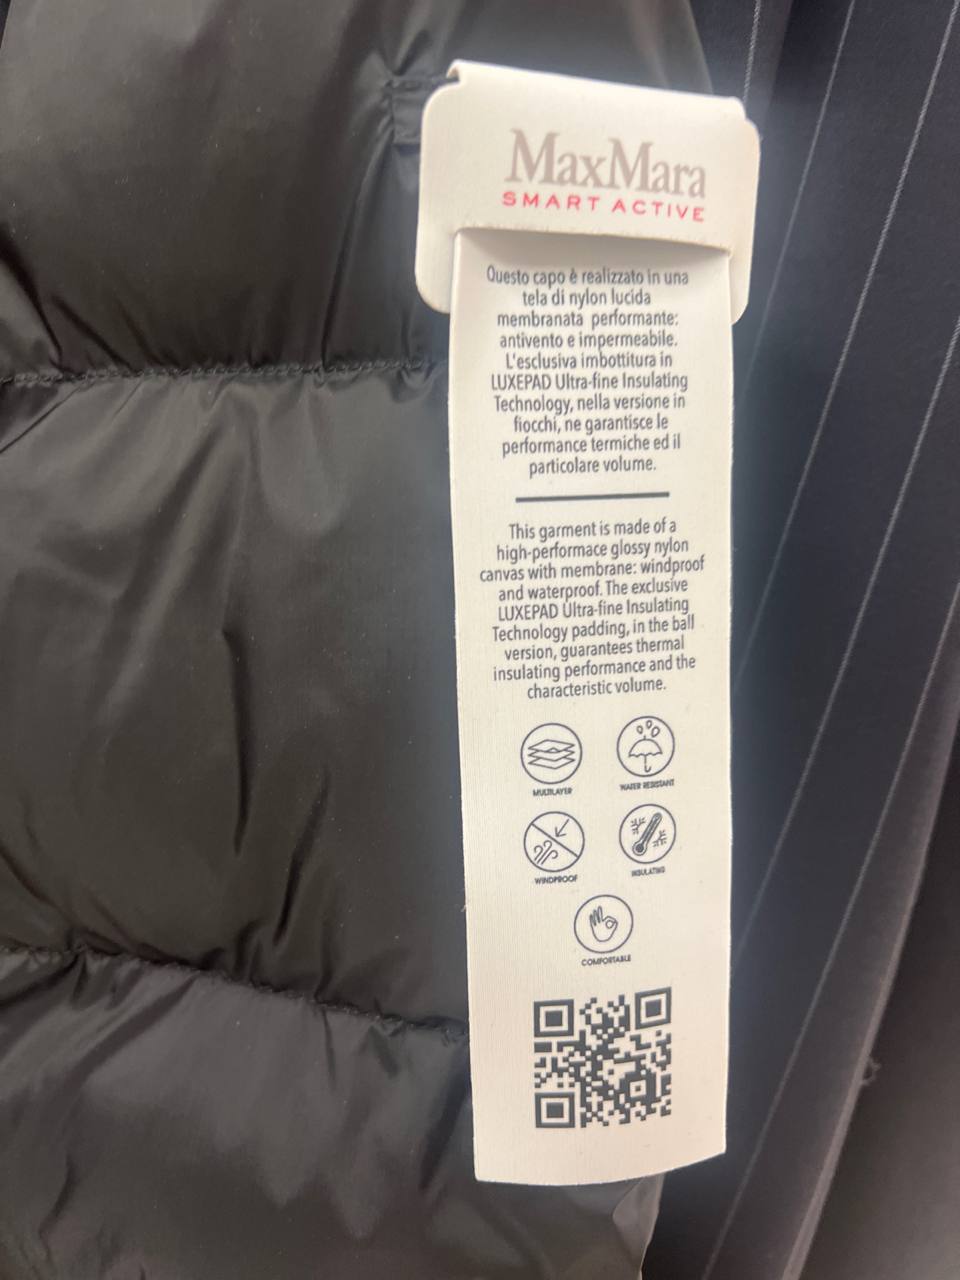 MaxMara
SMART ACTIVE
Questo capo è realizzato in una
tela di nylon lucida
membranata performante:
antivento e impermeabile.
L'esclusiva imbottitura in
LUXEPAD Ultra-fine Insulating
Technology, nella versione in
fiocchi, ne garantisce le
performance termiche ed il
particolare volume.
This garment is made of a
high-performace glossy nylon
canvas with membrane: windproof
and waterproof. The exclusive
LUXEPAD Ultra-fine Insulating
Technology padding, in the ball
version, guarantees thermal
insulating performance and the
characteristic volume.
MULTILAYER
WATER RESISTANT
WINDPROOF
INSULATING
COMFORTABLE